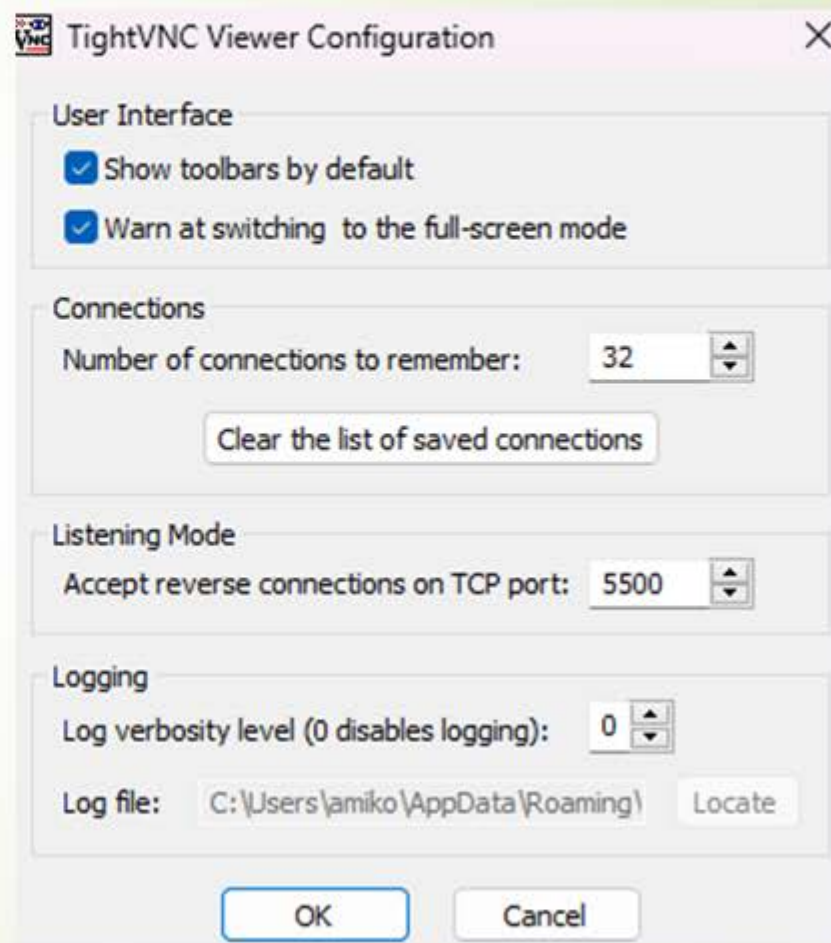 TightVNC Viewer Configuration
User Interface
Show toolbars by default
Warn at switching to the full-screen mode
Connections
Number of connections to remember: 32
Clear the list of saved connections
Listening Mode
Accept reverse connections on TCP port: 5500
Logging
Log verbosity level (0 disables logging): 0
Log file: C:\Users\amiko\AppData\Roaming\ Locate
OK Cancel